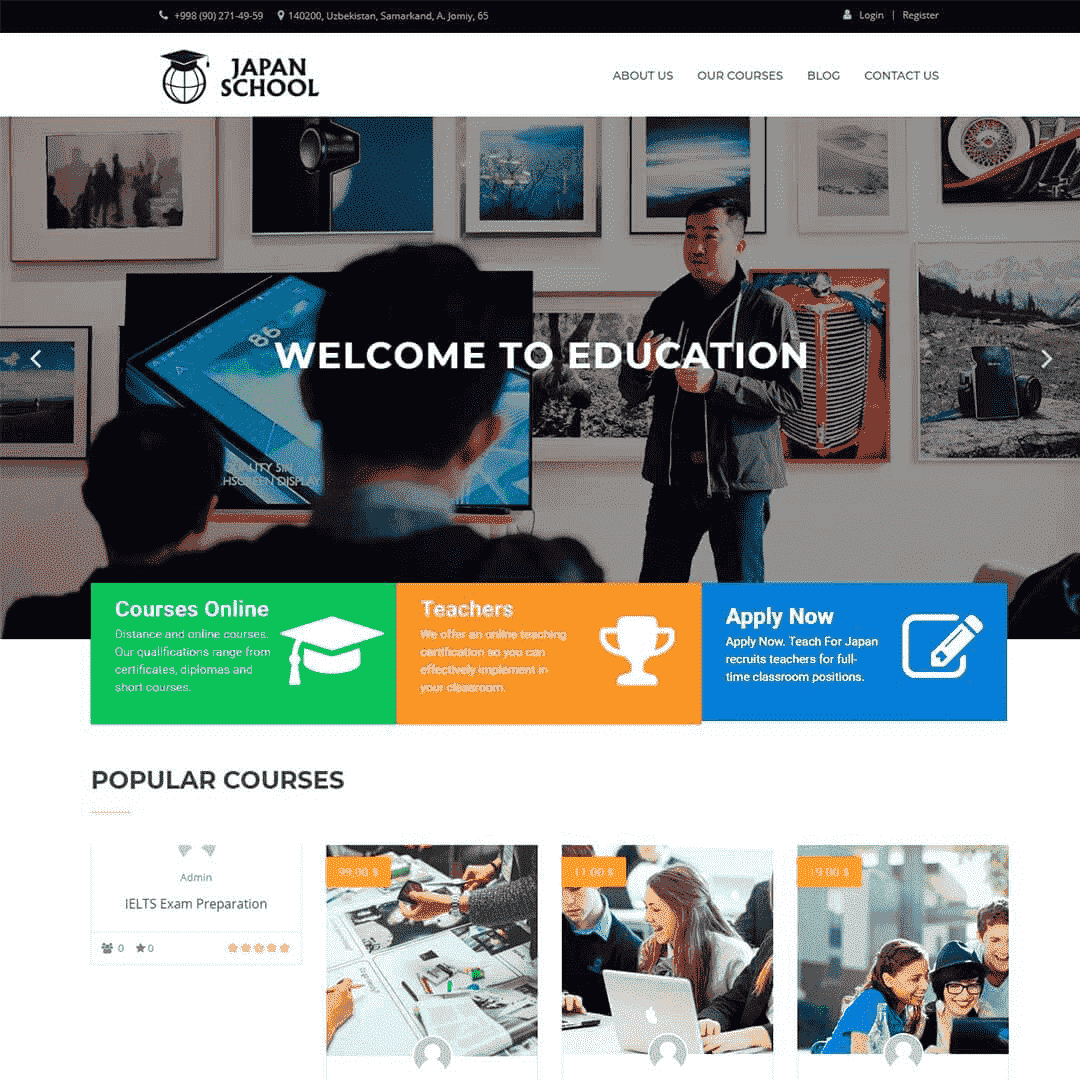 +998 (90) 271-49-59
140200, Uzbekistan, Samarkand, A. Jomiy, 65
Login | Register
JAPAN
SCHOOL
ABOUT US
OUR COURSES
BLOG
CONTACT US
86
WELCOME TO EDUCATION
Courses Online
Distance and online courses.
Our qualifications range from
certificates, diplomas and
short courses.
Teachers
We offer an online teaching
certification so you can
effectively implement in
your classroom.
Apply Now
Apply Now. Teach For Japan
recruits teachers for full-
time classroom positions.
POPULAR COURSES
Admin
IELTS Exam Preparation
0
0
99.00 $
11.00 $
19.00 $